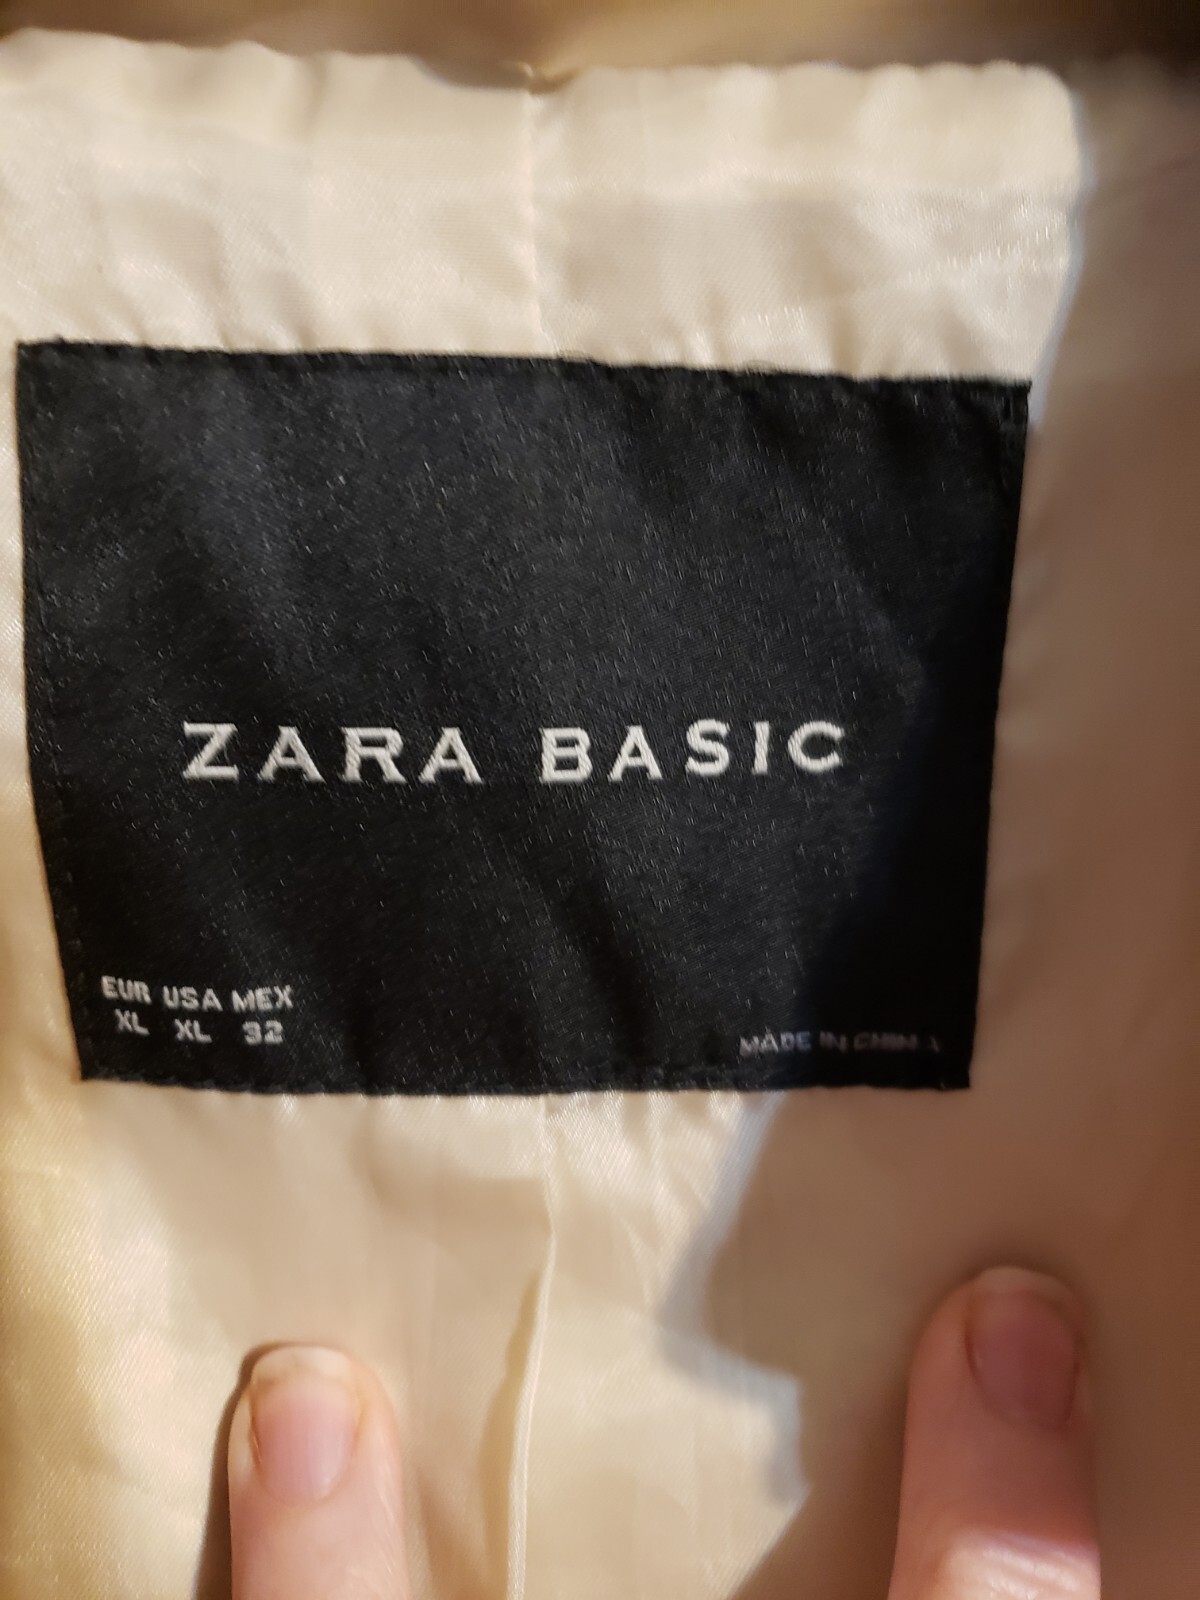 ZARA BASIC
EUR USA MEX
XL XL 32
MADE IN CHINA